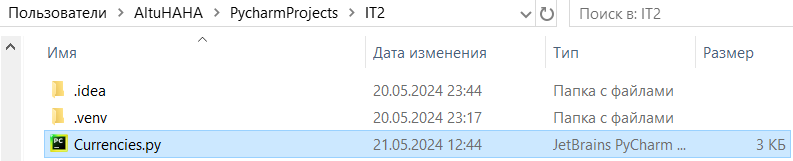 Пользователи > AltuHAHA > PycharmProjects > IT2 Поиск в: IT2
Имя Дата изменения Тип Размер
.idea 20.05.2024 23:44 Папка с файлами
.venv 20.05.2024 23:17 Папка с файлами
Currencies.py 21.05.2024 12:44 JetBrains PyCharm ... 3 КБ